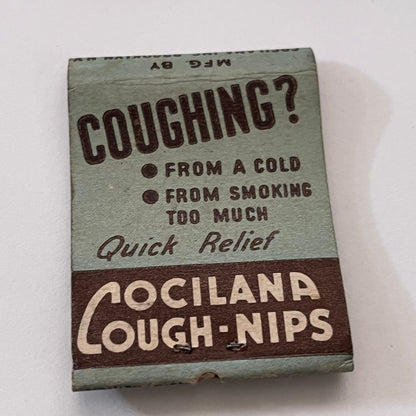 MFG. BY
COUGHING?
• FROM A COLD
• FROM SMOKING
TOO MUCH
Quick Relief
COCILANA
COUGH-NIPS